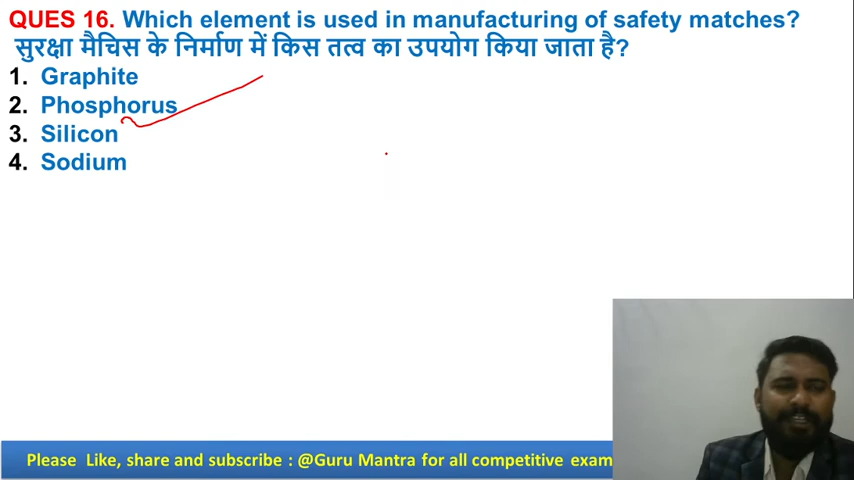 QUES 16. Which element is used in manufacturing of safety matches?
सुरक्षा मैचिस के निर्माण में किस तत्व का उपयोग किया जाता है?
1. Graphite
2. Phosphorus
3. Silicon
4. Sodium
Please Like, share and subscribe : @Guru Mantra for all competitive exam